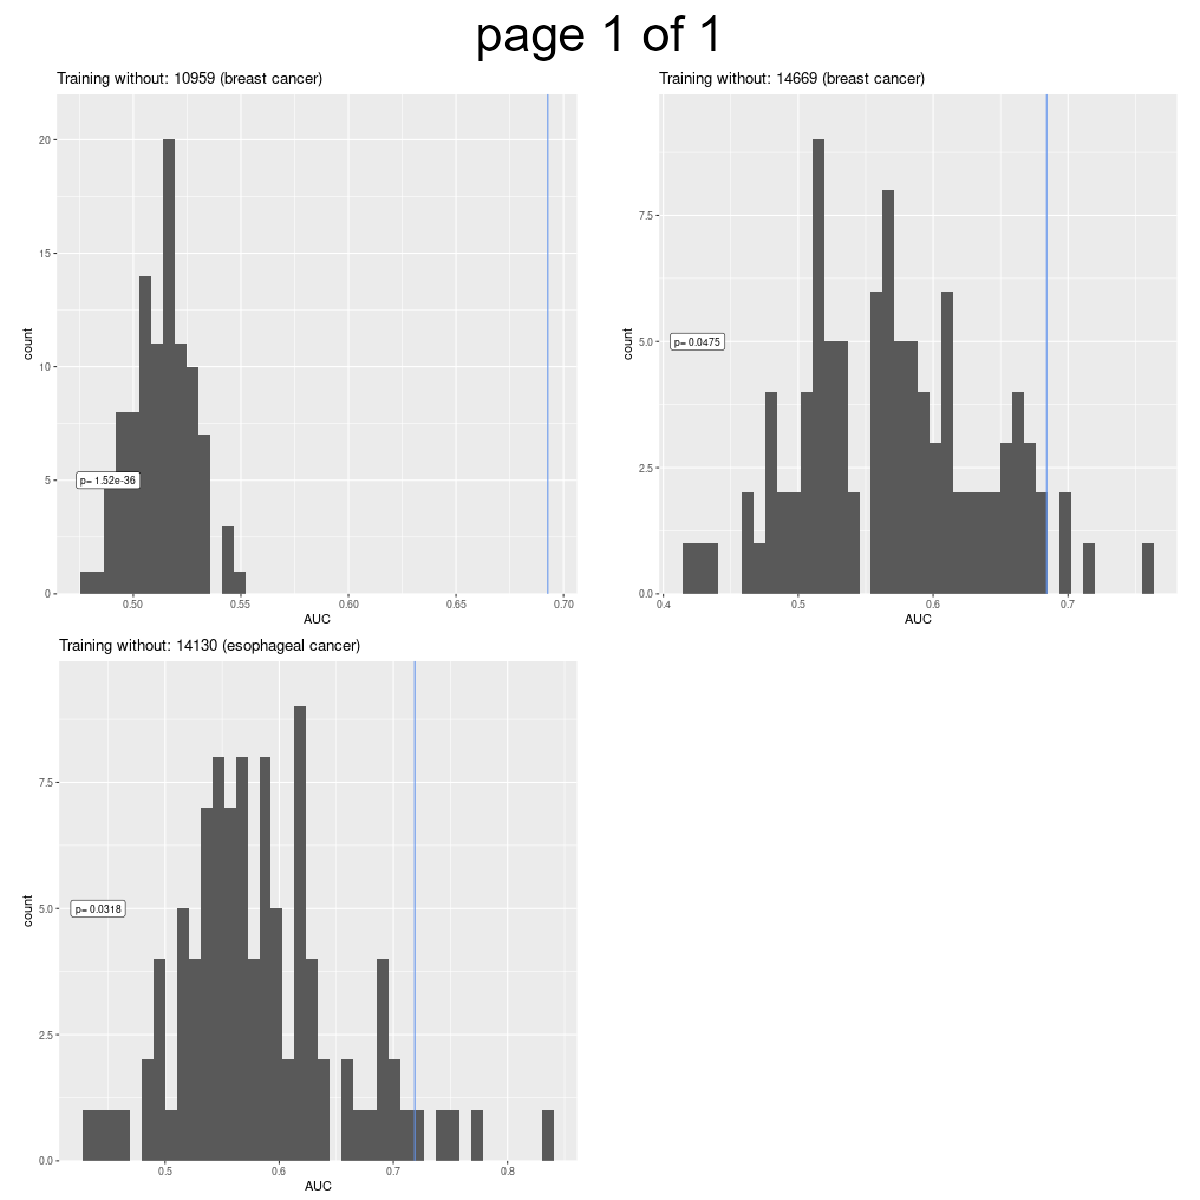 page 1 of 1
Training without: 10959 (breast cancer)
20
15
10
5
0
count
p= 1.52e-36
0.50 0.55 0.60 0.65 0.70
AUC
Training without: 14669 (breast cancer)
7.5
5.0
2.5
0.0
count
p= 0.0475
0.4 0.5 0.6 0.7
AUC
Training without: 14130 (esophageal cancer)
7.5
5.0
2.5
0.0
count
p= 0.0318
0.5 0.6 0.7 0.8
AUC